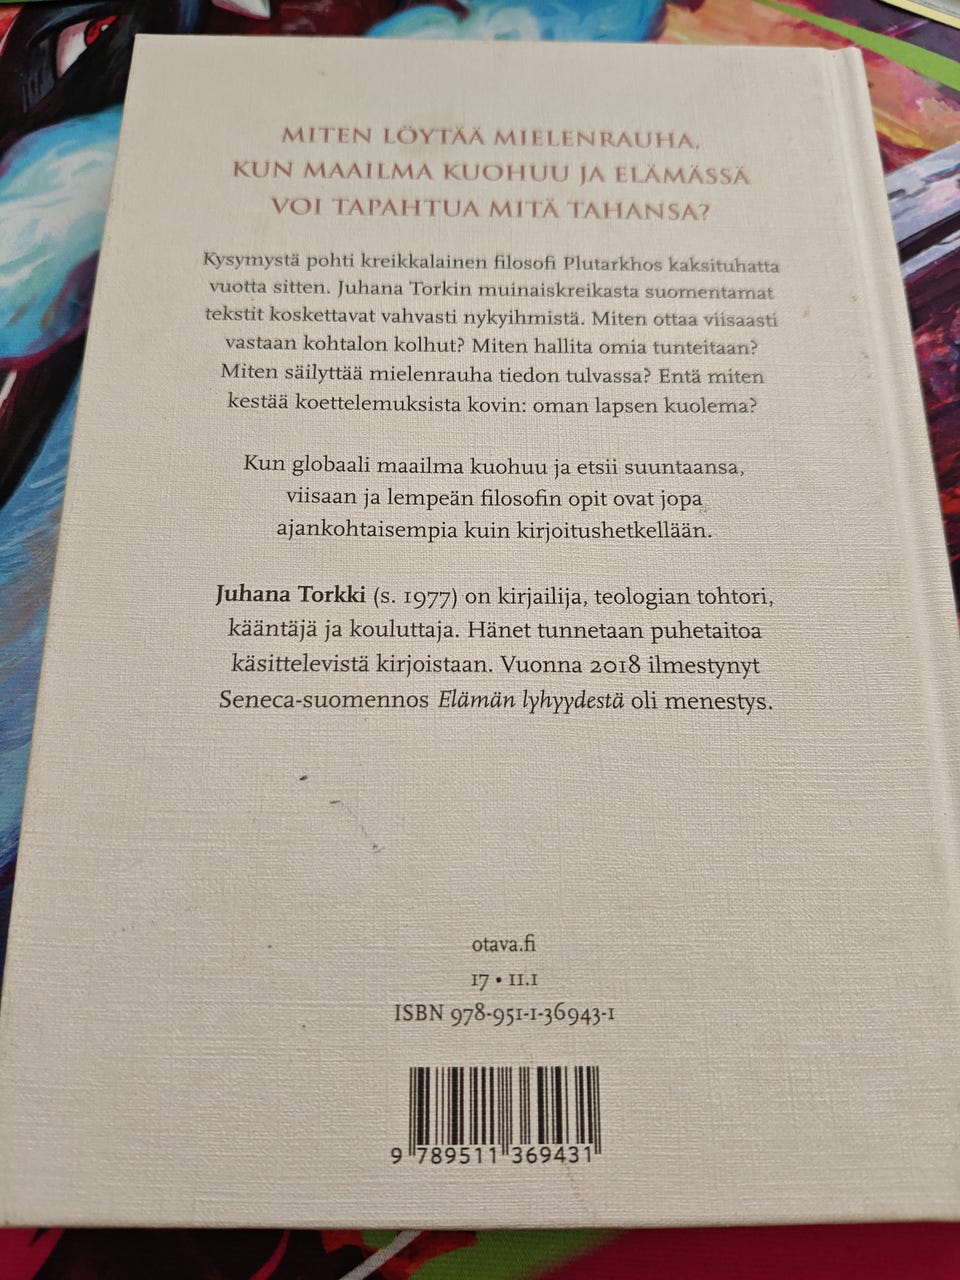 MITEN LÖYTÄÄ MIELENRAUHA,
KUN MAAILMA KUOHUU JA ELÄMÄSSÄ
VOI TAPAHTUA MITÄ TAHANSA?
Kysymystä pohti kreikkalainen filosofi Plutarkhos kaksituhatta
vuotta sitten. Juhana Torkin muinaiskreikasta suomentamat
tekstit koskettavat vahvasti nykyihmistä. Miten ottaa viisaasti
vastaan kohtalon kolhut? Miten hallita omia tunteitaan?
Miten säilyttää mielenrauha tiedon tulvassa? Entä miten
kestää koettelemuksista kovin: oman lapsen kuolema?
Kun globaali maailma kuohuu ja etsii suuntaansa,
viisaan ja lempeän filosofin opit ovat jopa
ajankohtaisempia kuin kirjoitushetkellään.
Juhana Torkki (s. 1977) on kirjailija, teologian tohtori,
kääntäjä ja kouluttaja. Hänet tunnetaan puhetaitoa
käsittelevistä kirjoistaan. Vuonna 2018 ilmestynyt
Seneca-suomennos Elämän lyhyydestä oli menestys.
otava.fi
17 • 11.1
ISBN 978-951-1-36943-1
9 789511 369431